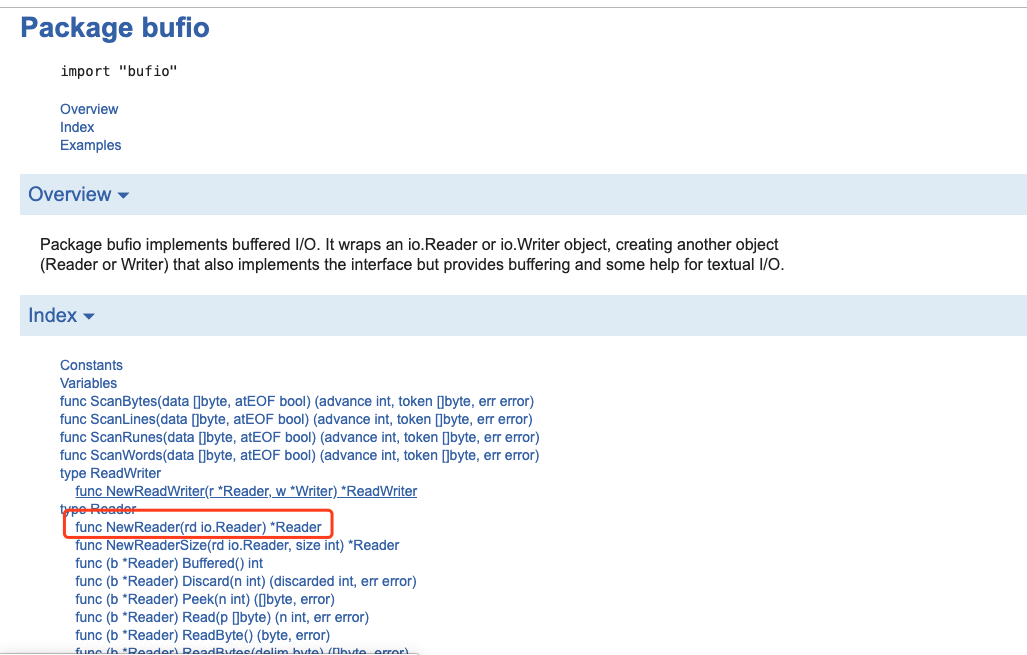 Package bufio
import "bufio"
Overview
Index
Examples
Overview
Package bufio implements buffered I/O. It wraps an io.Reader or io.Writer object, creating another object
(Reader or Writer) that also implements the interface but provides buffering and some help for textual I/O.
Index
Constants
Variables
func ScanBytes(data []byte, atEOF bool) (advance int, token []byte, err error)
func ScanLines(data []byte, atEOF bool) (advance int, token []byte, err error)
func ScanRunes(data []byte, atEOF bool) (advance int, token []byte, err error)
func ScanWords(data []byte, atEOF bool) (advance int, token []byte, err error)
type ReadWriter
func NewReadWriter(r *Reader, w *Writer) *ReadWriter
type Reader
func NewReader(rd io.Reader) *Reader
func NewReaderSize(rd io.Reader, size int) *Reader
func (b *Reader) Buffered() int
func (b *Reader) Discard(n int) (discarded int, err error)
func (b *Reader) Peek(n int) ([]byte, error)
func (b *Reader) Read(p []byte) (n int, err error)
func (b *Reader) ReadByte() (byte, error)
func (b *Reader) ReadBytes(delim byte) ([]byte, error)